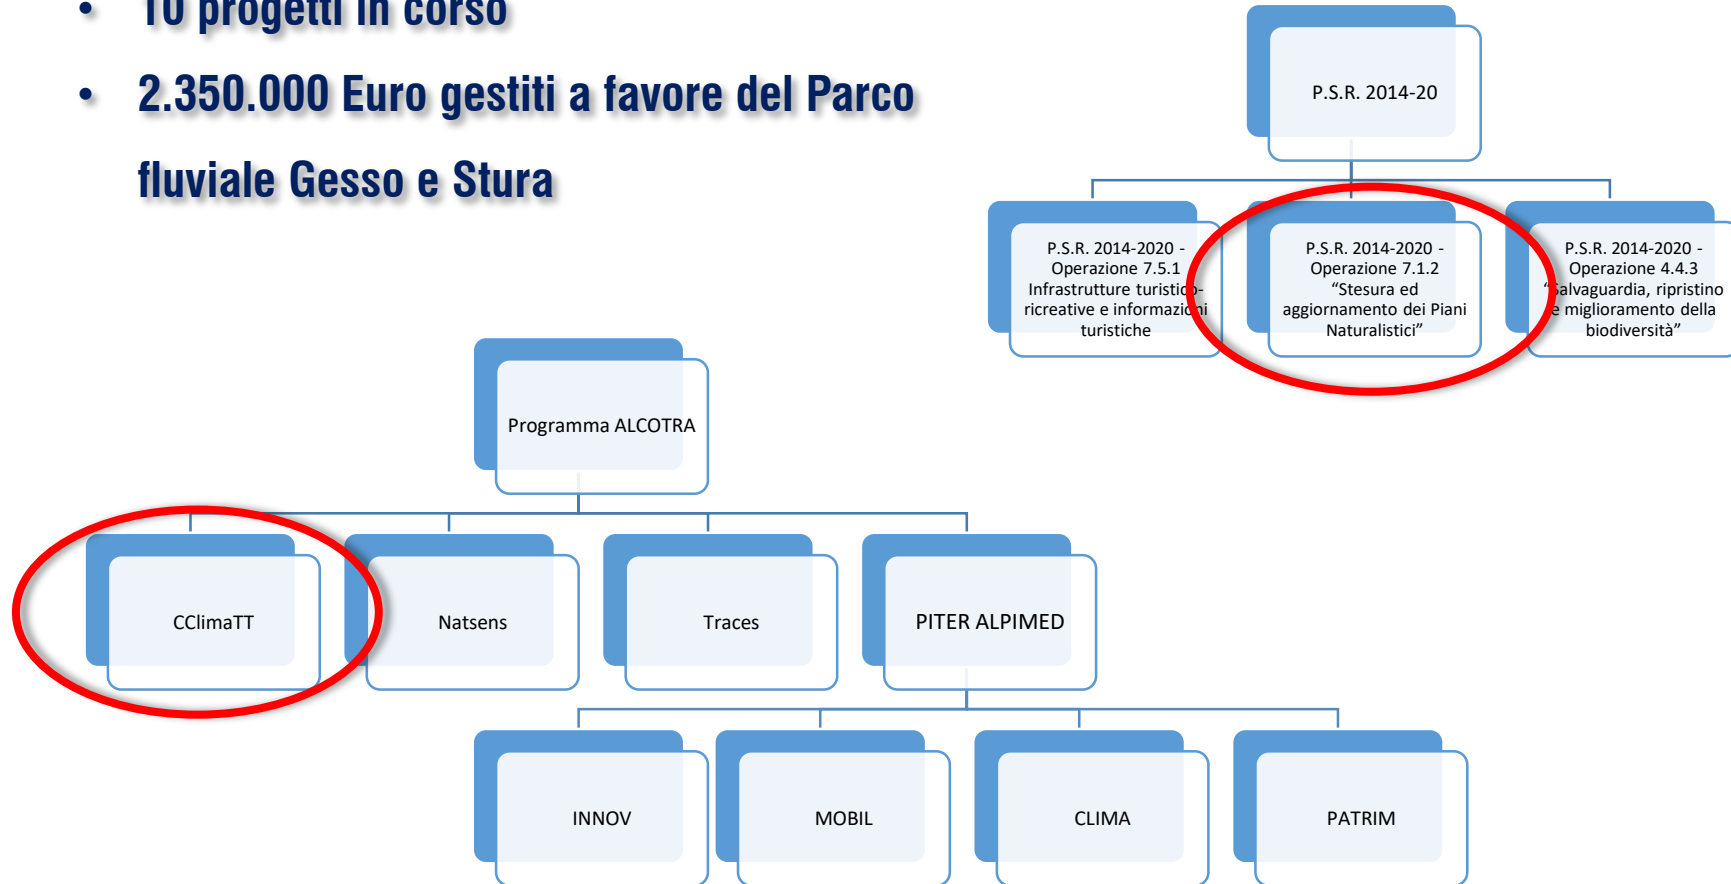 • 10 progetti in corso
• 2.350.000 Euro gestiti a favore del Parco
fluviale Gesso e Stura
P.S.R. 2014-20
P.S.R. 2014-2020 -
Operazione 7.5.1
Infrastrutture turistico-
ricreative e informazioni
turistiche
P.S.R. 2014-2020 -
Operazione 7.1.2
“Stesura ed
aggiornamento dei Piani
Naturalistici”
P.S.R. 2014-2020 -
Operazione 4.4.3
“Salvaguardia, ripristino
e miglioramento della
biodiversità”
Programma ALCOTRA
CClimaTT
Natsens
Traces
PITER ALPIMED
INNOV
MOBIL
CLIMA
PATRIM